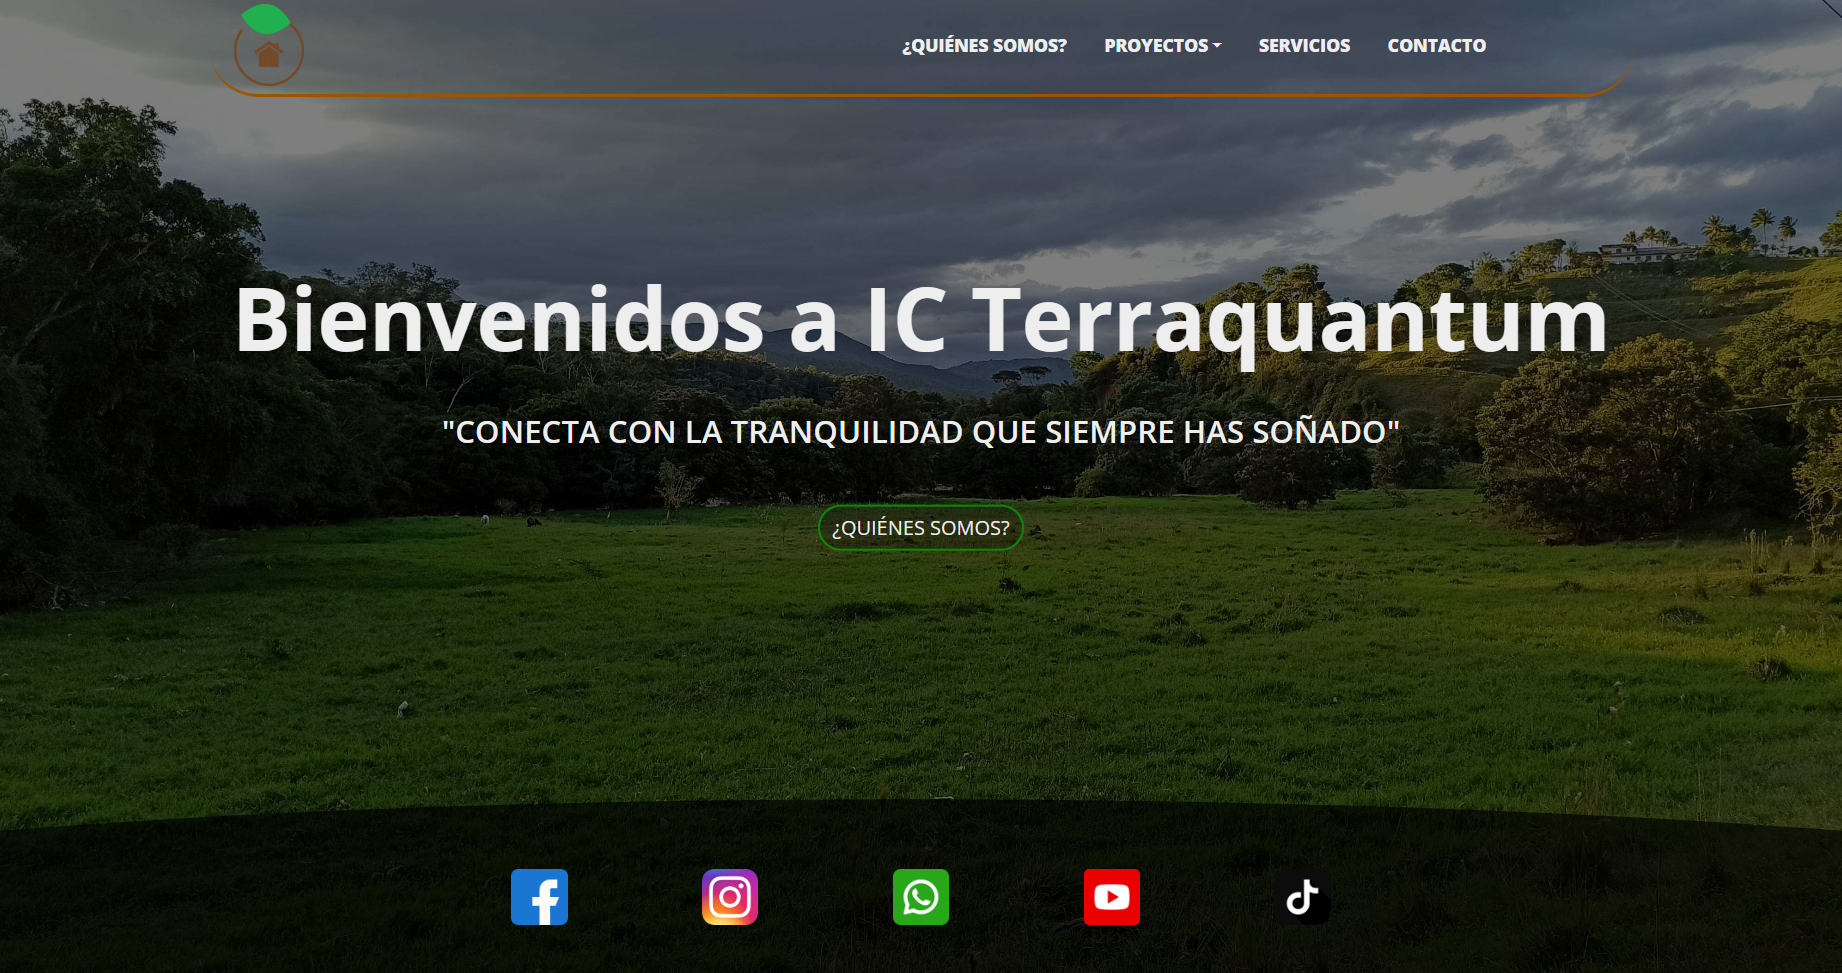 ¿QUIÉNES SOMOS? PROYECTOS SERVICIOS CONTACTO
Bienvenidos a IC Terraquantum
"CONECTA CON LA TRANQUILIDAD QUE SIEMPRE HAS SOÑADO"
¿QUIÉNES SOMOS?